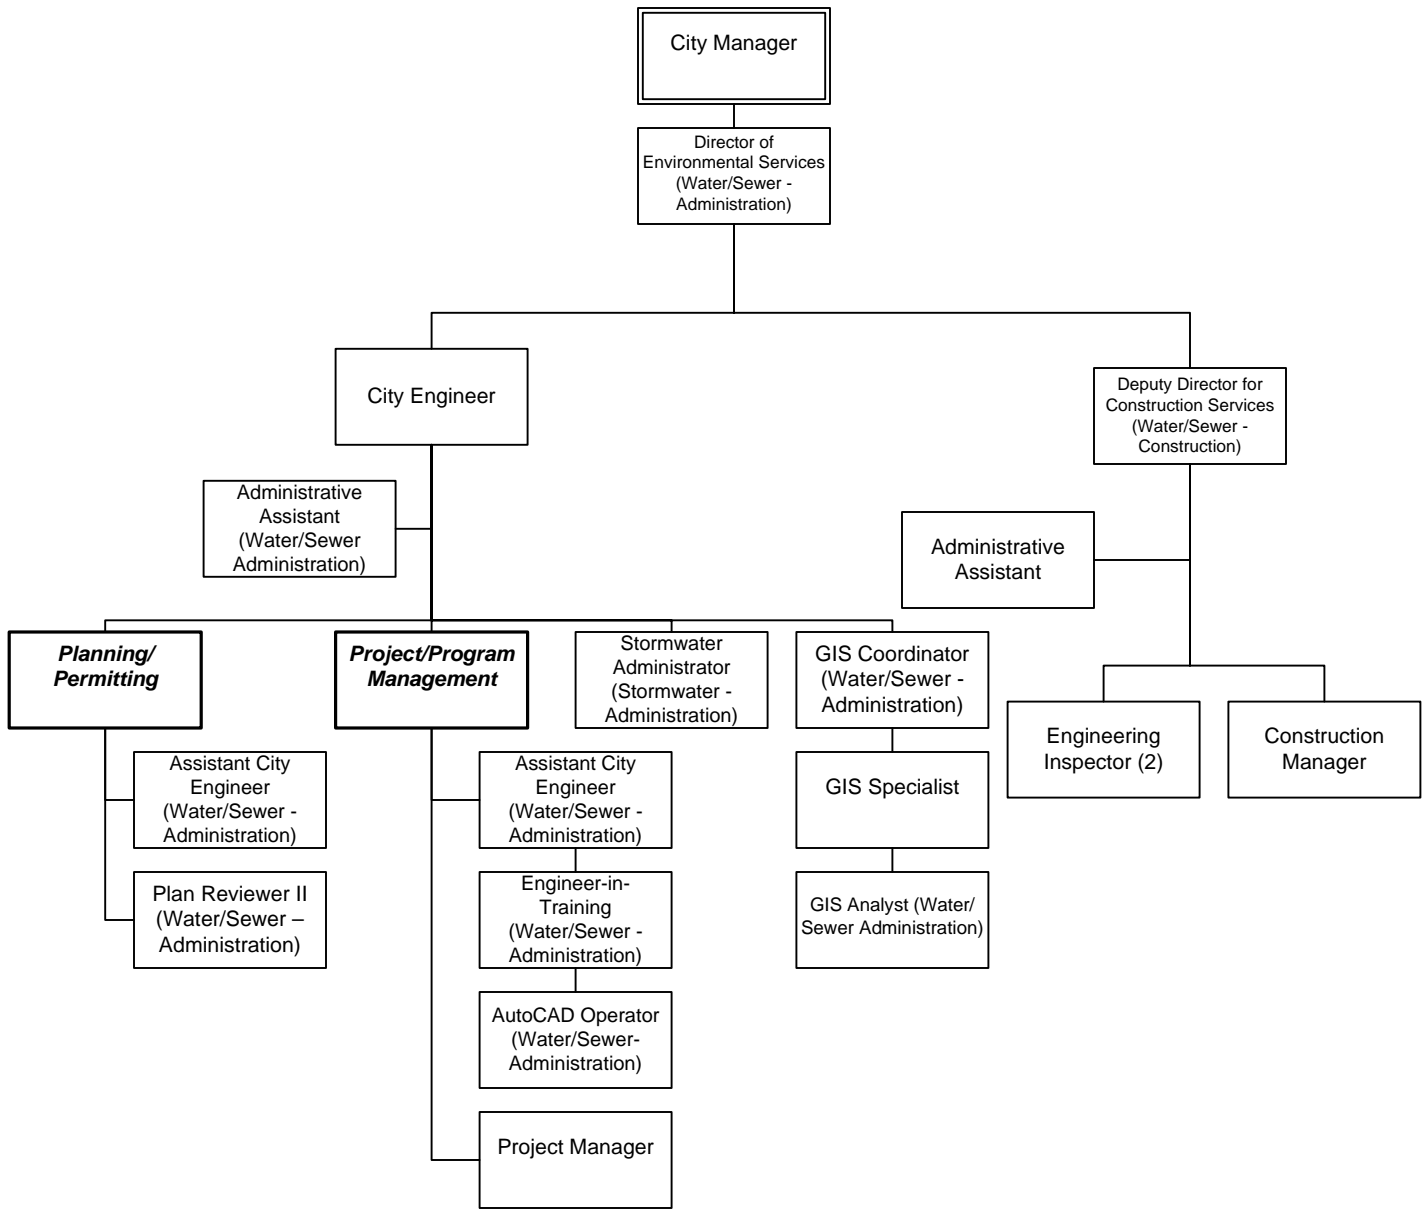 City Manager
Director of
Environmental Services
(Water/Sewer -
Administration)
City Engineer
Deputy Director for
Construction Services
(Water/Sewer -
Construction)
Administrative
Assistant
(Water/Sewer
Administration)
Administrative
Assistant
Planning/
Permitting
Project/Program
Management
Stormwater
Administrator
(Stormwater -
Administration)
GIS Coordinator
(Water/Sewer -
Administration)
Engineering
Inspector (2)
Construction
Manager
Assistant City
Engineer
(Water/Sewer -
Administration)
Assistant City
Engineer
(Water/Sewer -
Administration)
GIS Specialist
Plan Reviewer II
(Water/Sewer –
Administration)
Engineer-in-
Training
(Water/Sewer -
Administration)
GIS Analyst (Water/
Sewer Administration)
AutoCAD Operator
(Water/Sewer-
Administration)
Project Manager